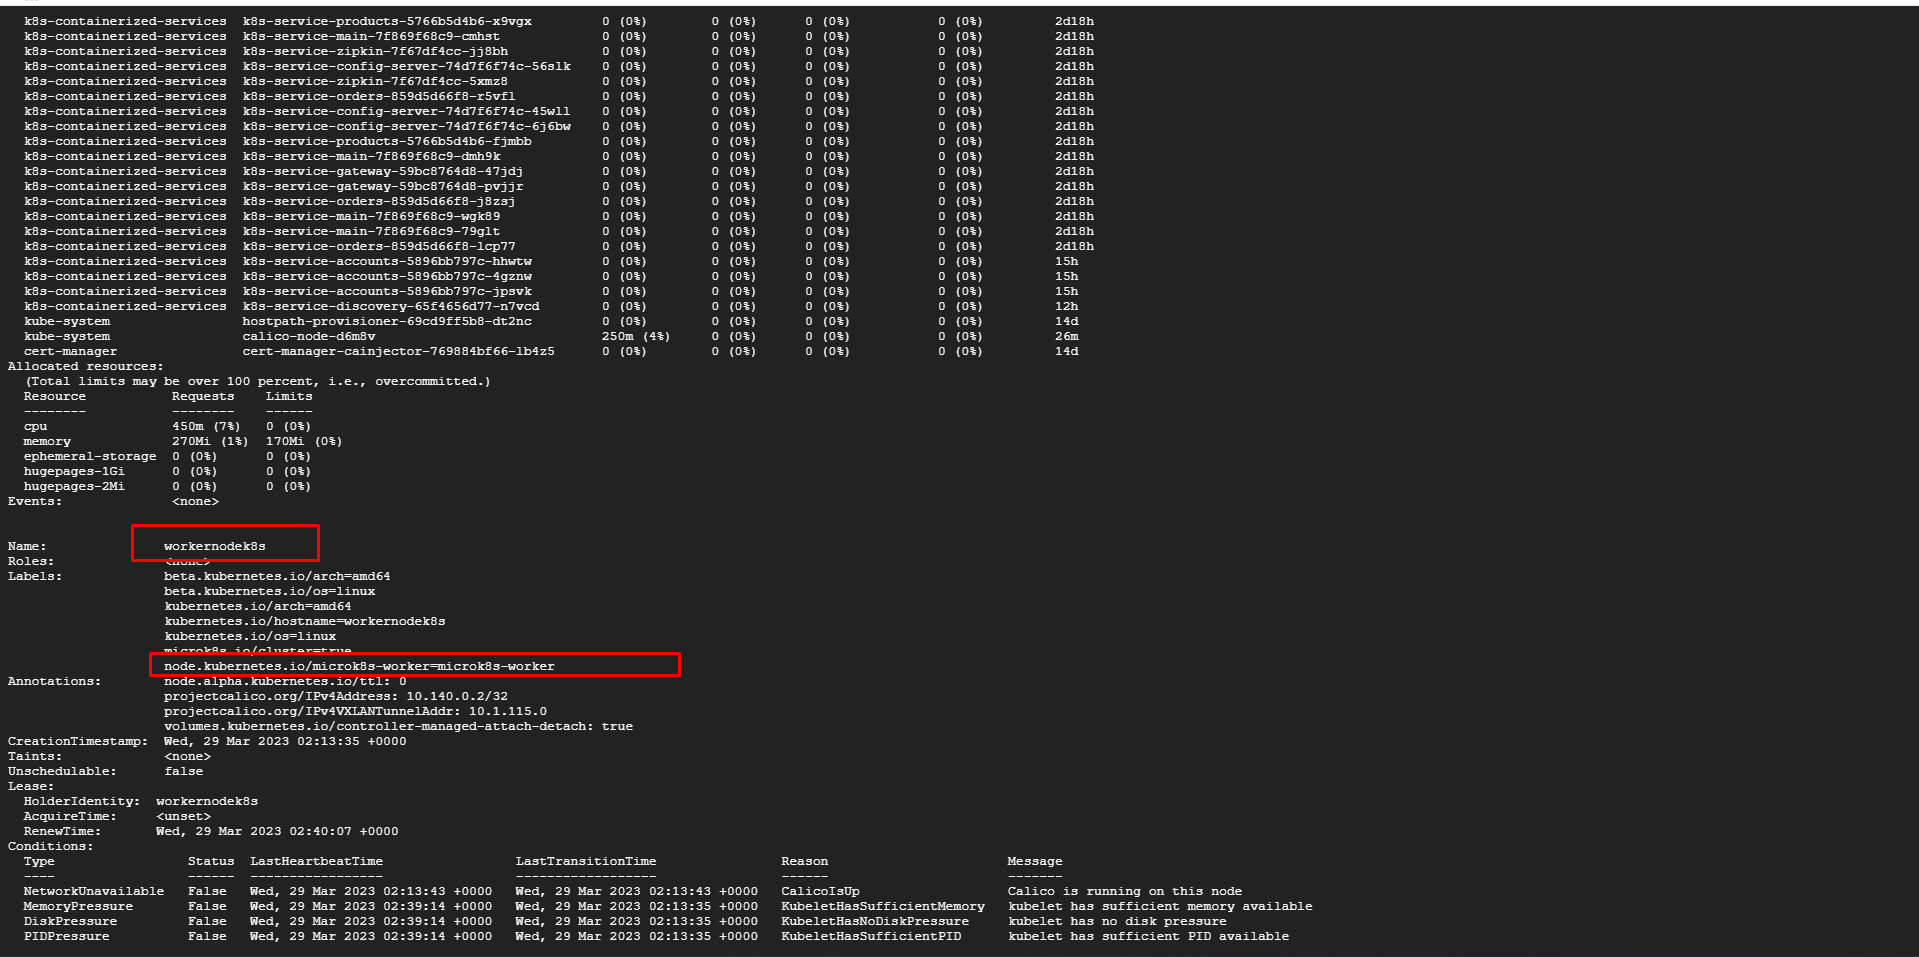 k8s-containerized-services  k8s-service-products-5766b5d4b6-x9vgx  0 (0%)  0 (0%)  0 (0%)  0 (0%)  2d18h
k8s-containerized-services  k8s-service-main-7f869f68c9-cmhst  0 (0%)  0 (0%)  0 (0%)  0 (0%)  2d18h
k8s-containerized-services  k8s-service-zipkin-7f67df4cc-jj8bh  0 (0%)  0 (0%)  0 (0%)  0 (0%)  2d18h
k8s-containerized-services  k8s-service-config-server-74d7f6f74c-56slk  0 (0%)  0 (0%)  0 (0%)  0 (0%)  2d18h
k8s-containerized-services  k8s-service-zipkin-7f67df4cc-5xmz8  0 (0%)  0 (0%)  0 (0%)  0 (0%)  2d18h
k8s-containerized-services  k8s-service-orders-859d5d66f8-r5vfl  0 (0%)  0 (0%)  0 (0%)  0 (0%)  2d18h
k8s-containerized-services  k8s-service-config-server-74d7f6f74c-45wll  0 (0%)  0 (0%)  0 (0%)  0 (0%)  2d18h
k8s-containerized-services  k8s-service-config-server-74d7f6f74c-6j6bw  0 (0%)  0 (0%)  0 (0%)  0 (0%)  2d18h
k8s-containerized-services  k8s-service-products-5766b5d4b6-fjmbb  0 (0%)  0 (0%)  0 (0%)  0 (0%)  2d18h
k8s-containerized-services  k8s-service-main-7f869f68c9-dmh9k  0 (0%)  0 (0%)  0 (0%)  0 (0%)  2d18h
k8s-containerized-services  k8s-service-gateway-59bc8764d8-47jdj  0 (0%)  0 (0%)  0 (0%)  0 (0%)  2d18h
k8s-containerized-services  k8s-service-gateway-59bc8764d8-pvjjr  0 (0%)  0 (0%)  0 (0%)  0 (0%)  2d18h
k8s-containerized-services  k8s-service-orders-859d5d66f8-j8zsj  0 (0%)  0 (0%)  0 (0%)  0 (0%)  2d18h
k8s-containerized-services  k8s-service-main-7f869f68c9-wgk89  0 (0%)  0 (0%)  0 (0%)  0 (0%)  2d18h
k8s-containerized-services  k8s-service-main-7f869f68c9-79glt  0 (0%)  0 (0%)  0 (0%)  0 (0%)  2d18h
k8s-containerized-services  k8s-service-orders-859d5d66f8-lcp77  0 (0%)  0 (0%)  0 (0%)  0 (0%)  2d18h
k8s-containerized-services  k8s-service-accounts-5896bb797c-hhwtw  0 (0%)  0 (0%)  0 (0%)  0 (0%)  15h
k8s-containerized-services  k8s-service-accounts-5896bb797c-4gznw  0 (0%)  0 (0%)  0 (0%)  0 (0%)  15h
k8s-containerized-services  k8s-service-accounts-5896bb797c-jpsvk  0 (0%)  0 (0%)  0 (0%)  0 (0%)  15h
k8s-containerized-services  k8s-service-discovery-65f4656d77-n7vcd  0 (0%)  0 (0%)  0 (0%)  0 (0%)  12h
kube-system  hostpath-provisioner-69cd9ff5b8-dt2nc  0 (0%)  0 (0%)  0 (0%)  0 (0%)  14d
kube-system  calico-node-d6m8v  250m (4%)  0 (0%)  0 (0%)  0 (0%)  26m
cert-manager  cert-manager-cainjector-769884bf66-lb4z5  0 (0%)  0 (0%)  0 (0%)  0 (0%)  14d
Allocated resources:
(Total limits may be over 100 percent, i.e., overcommitted.)
Resource  Requests  Limits
--------  --------  ------
cpu  450m (7%)  0 (0%)
memory  270Mi (1%)  170Mi (0%)
ephemeral-storage  0 (0%)  0 (0%)
hugepages-1Gi  0 (0%)  0 (0%)
hugepages-2Mi  0 (0%)  0 (0%)
Events:  <none>
Name:  workernodek8s
Roles:  <none>
Labels:  beta.kubernetes.io/arch=amd64
beta.kubernetes.io/os=linux
kubernetes.io/arch=amd64
kubernetes.io/hostname=workernodek8s
kubernetes.io/os=linux
microk8s.io/cluster=true
node.kubernetes.io/microk8s-worker=microk8s-worker
Annotations:  node.alpha.kubernetes.io/ttl: 0
projectcalico.org/IPv4Address: 10.140.0.2/32
projectcalico.org/IPv4VXLANTunnelAddr: 10.1.115.0
volumes.kubernetes.io/controller-managed-attach-detach: true
CreationTimestamp:  Wed, 29 Mar 2023 02:13:35 +0000
Taints:  <none>
Unschedulable:  false
Lease:
HolderIdentity:  workernodek8s
AcquireTime:  <unset>
RenewTime:  Wed, 29 Mar 2023 02:40:07 +0000
Conditions:
Type  Status  LastHeartbeatTime  LastTransitionTime  Reason  Message
----  ------  -----------------  ------------------  ------  -------
NetworkUnavailable  False  Wed, 29 Mar 2023 02:13:43 +0000  Wed, 29 Mar 2023 02:13:43 +0000  CalicoIsUp  Calico is running on this node
MemoryPressure  False  Wed, 29 Mar 2023 02:39:14 +0000  Wed, 29 Mar 2023 02:13:35 +0000  KubeletHasSufficientMemory  kubelet has sufficient memory available
DiskPressure  False  Wed, 29 Mar 2023 02:39:14 +0000  Wed, 29 Mar 2023 02:13:35 +0000  KubeletHasNoDiskPressure  kubelet has no disk pressure
PIDPressure  False  Wed, 29 Mar 2023 02:39:14 +0000  Wed, 29 Mar 2023 02:13:35 +0000  KubeletHasSufficientPID  kubelet has sufficient PID available